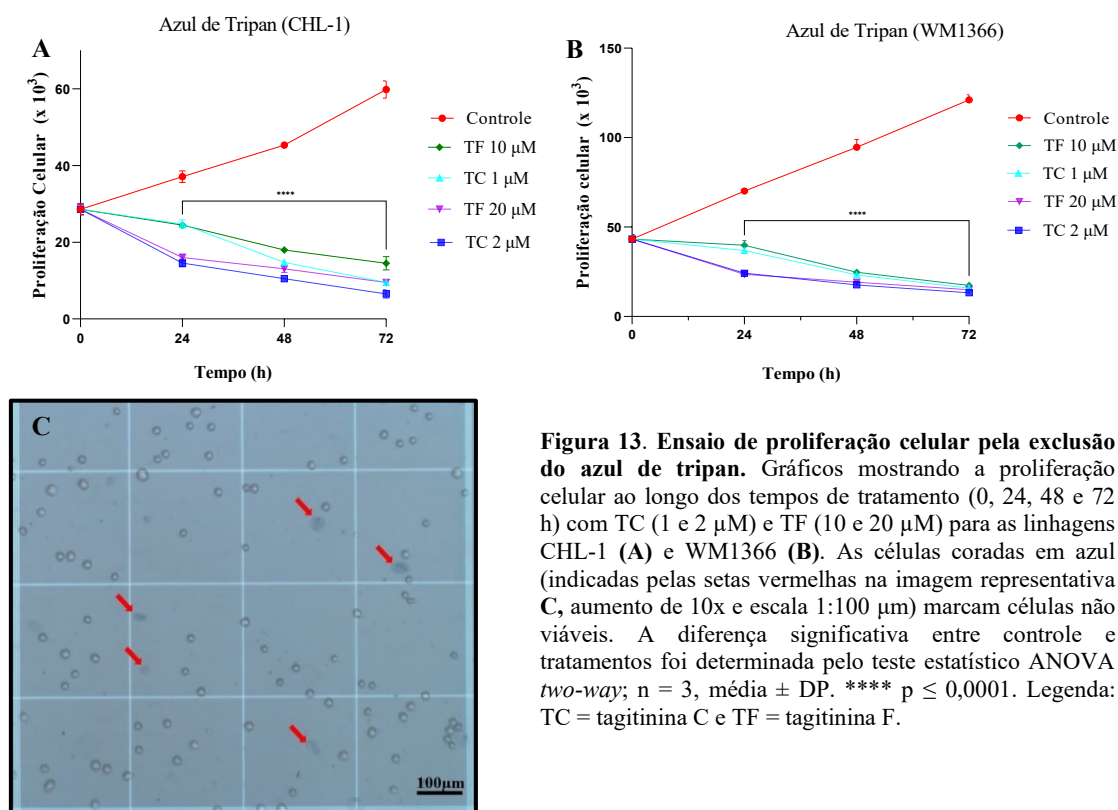 Azul de Tripan (CHL-1)
A
Proliferação Celular (x 10³)
60
40
20
0
0 24 48 72
Tempo (h)
****
Controle
TF 10 µM
TC 1 µM
TF 20 µM
TC 2 µM
Azul de Tripan (WM1366)
B
Proliferação celular (x 10³)
150
100
50
0
0 24 48 72
Tempo (h)
****
Controle
TF 10 µM
TC 1 µM
TF 20 µM
TC 2 µM
C
100µm
Figura 13. Ensaio de proliferação celular pela exclusão
do azul de tripan. Gráficos mostrando a proliferação
celular ao longo dos tempos de tratamento (0, 24, 48 e 72
h) com TC (1 e 2 µM) e TF (10 e 20 µM) para as linhagens
CHL-1 (A) e WM1366 (B). As células coradas em azul
(indicadas pelas setas vermelhas na imagem representativa
C, aumento de 10x e escala 1:100 µm) marcam células não
viáveis. A diferença significativa entre controle e
tratamentos foi determinada pelo teste estatístico ANOVA
two-way; n = 3, média ± DP. **** p ≤ 0,0001. Legenda:
TC = tagitinina C e TF = tagitinina F.